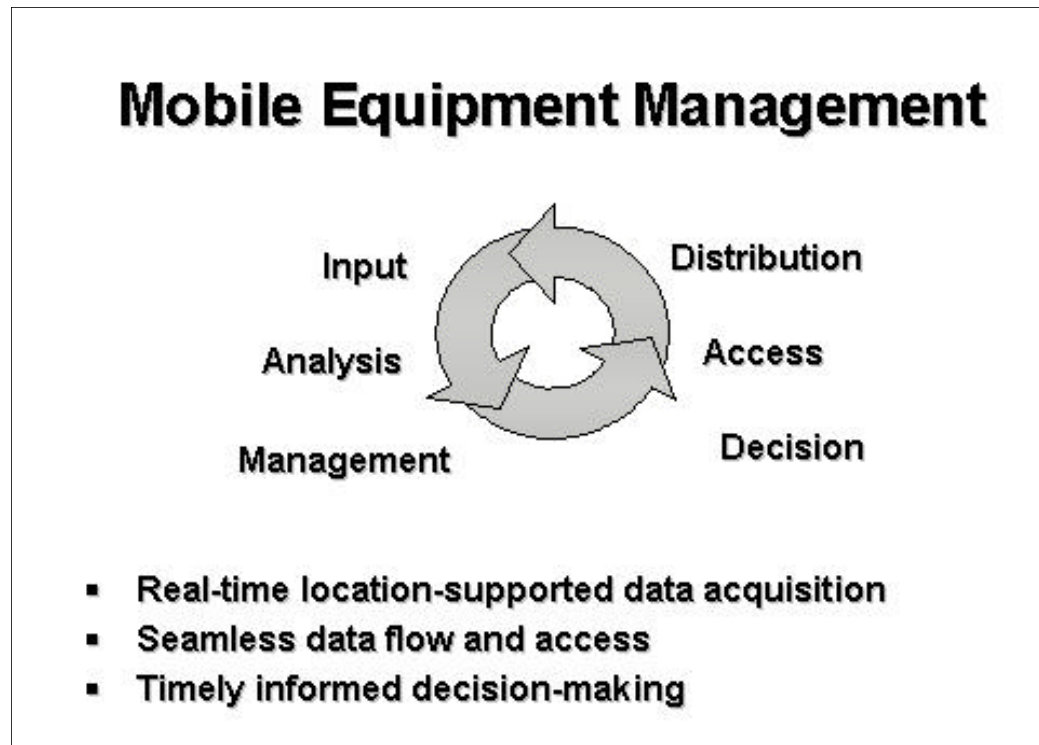 Mobile Equipment Management
Input
Distribution
Analysis
Access
Management
Decision
▪ Real-time location-supported data acquisition
▪ Seamless data flow and access
▪ Timely informed decision-making